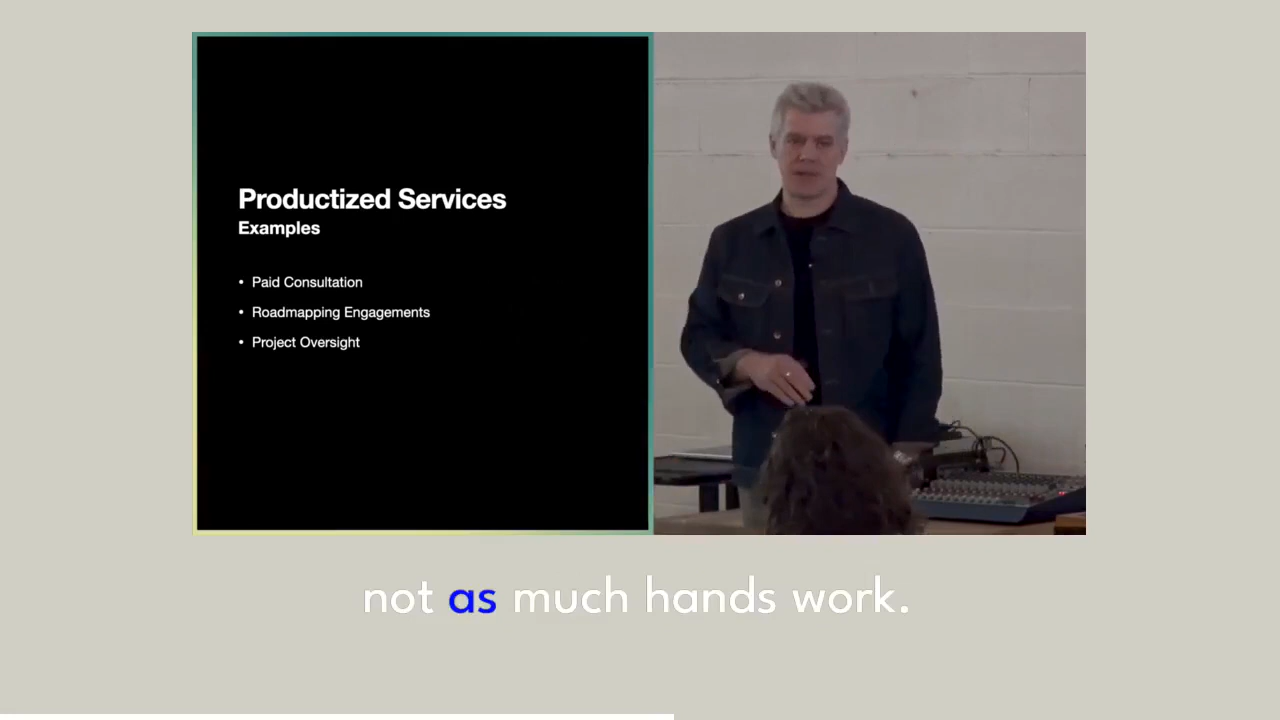 Productized Services
Examples
• Paid Consultation
• Roadmapping Engagements
• Project Oversight
not as much hands work.